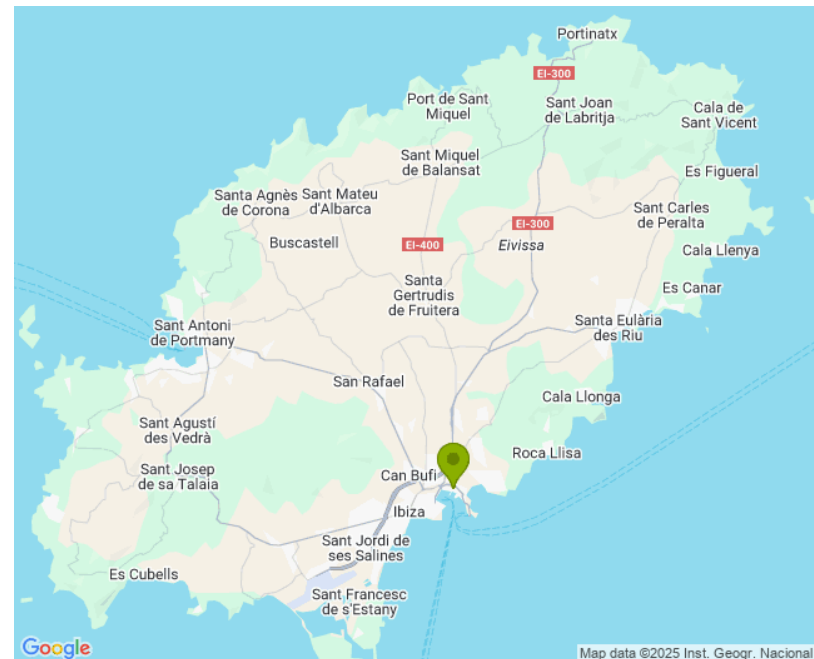 Portinatx
EI-300
Port de Sant
Miquel
Sant Joan
de Labritja
Cala de
Sant Vicent
Sant Miquel
de Balansat
Es Figueral
Santa Agnès
de Corona
Sant Mateu
d'Albarca
Sant Carles
de Peralta
EI-300
Buscastell
EI-400
Eivissa
Cala Llenya
Santa
Gertrudis
de Fruitera
Es Canar
Sant Antoni
de Portmany
Santa Eulària
des Riu
San Rafael
Cala Llonga
Sant Agustí
des Vedrà
Roca Llisa
Sant Josep
de sa Talaia
Can Bufí
Ibiza
Sant Jordi de
ses Salines
Es Cubells
Sant Francesc
de s'Estany
Google
Map data ©2025 Inst. Geogr. Nacional